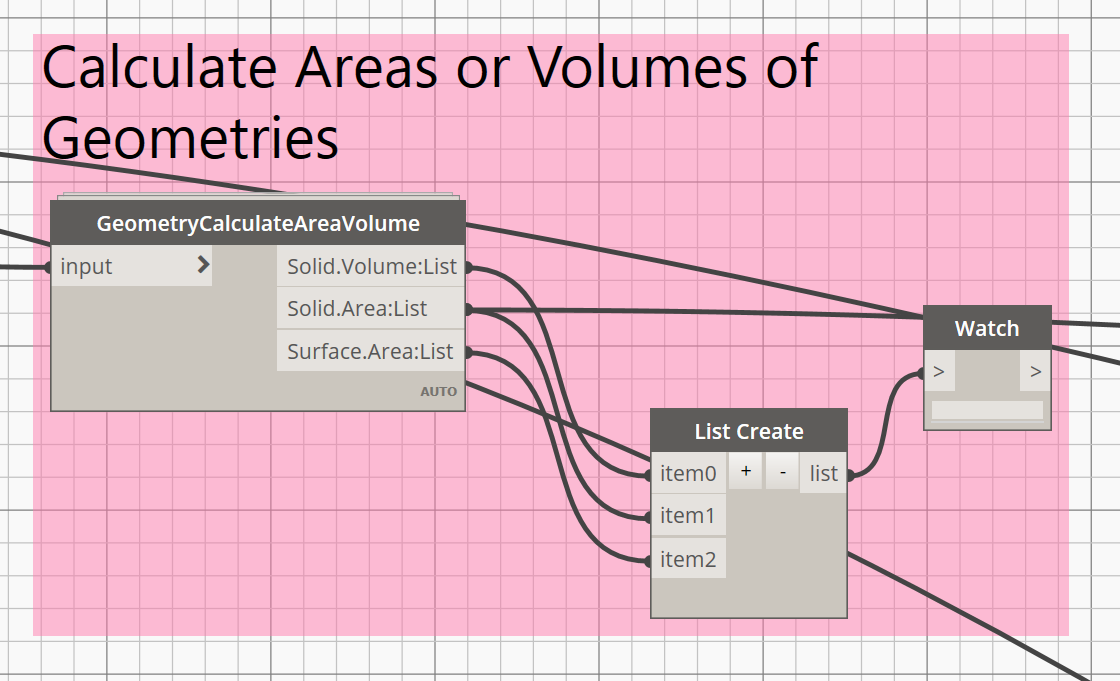 Calculate Areas or Volumes of
Geometries
GeometryCalculateAreaVolume
input >
Solid.Volume:List
Solid.Area:List
Surface.Area:List
AUTO
Watch
> >
List Create
item0 + - list
item1
item2